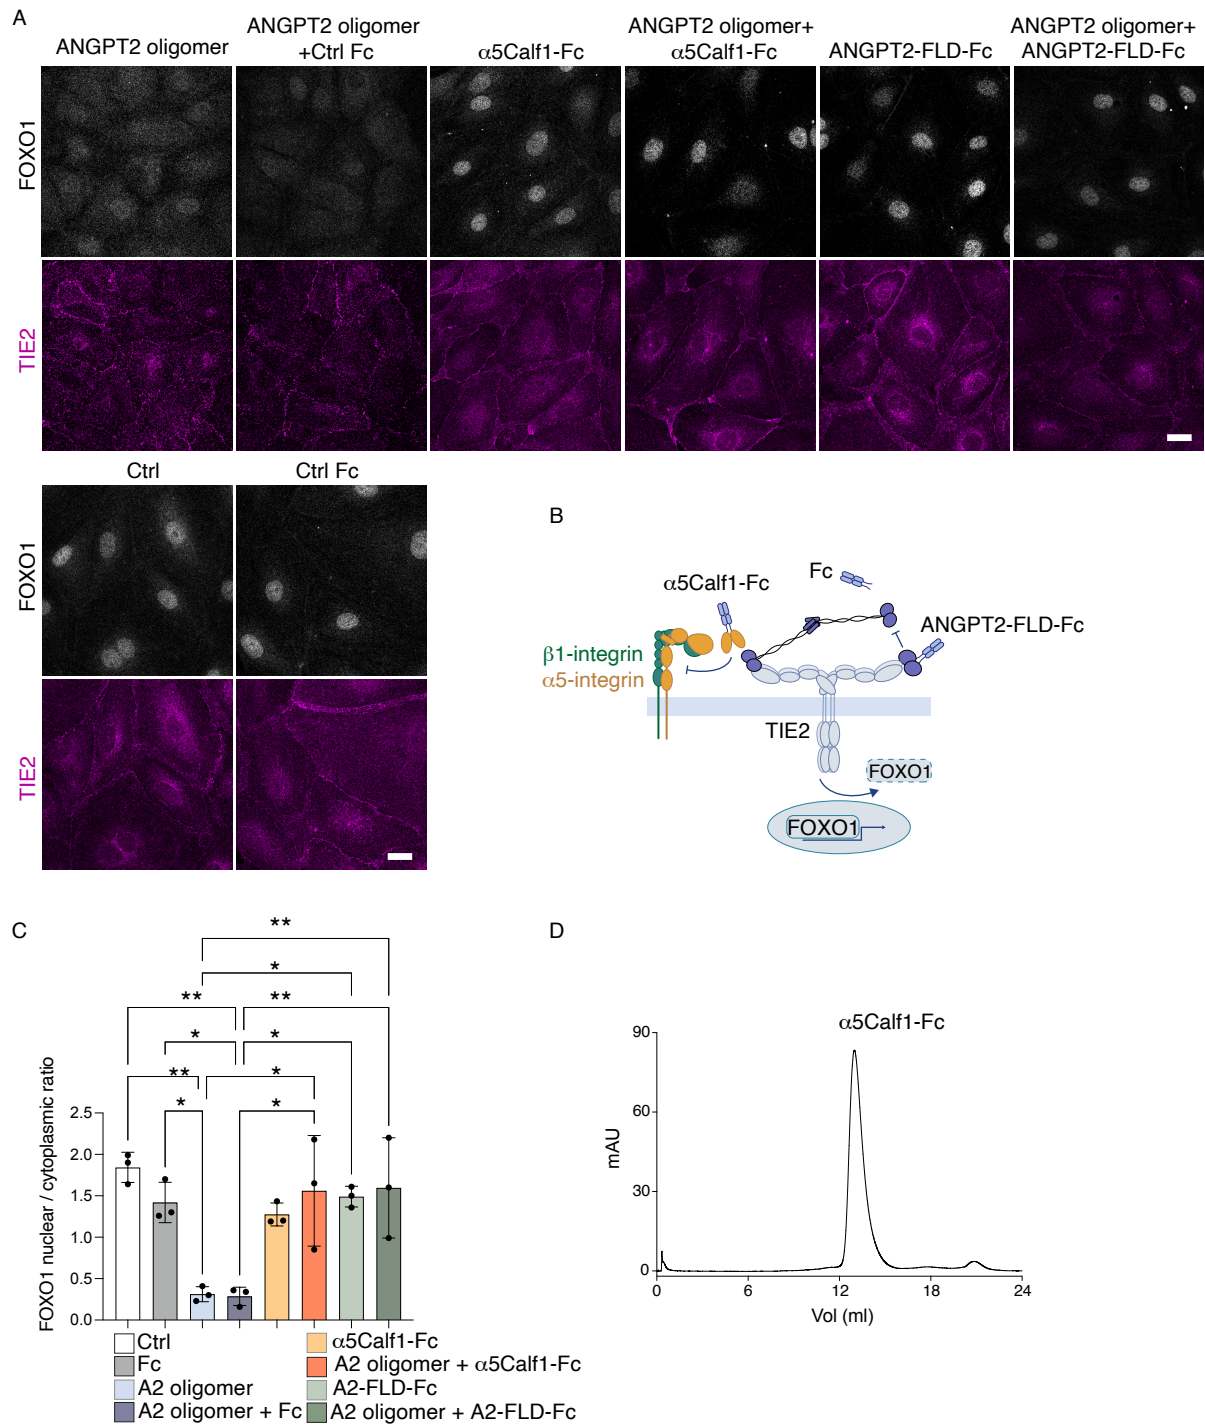 A
ANGPT2 oligomer
ANGPT2 oligomer
+Ctrl Fc
α5Calf1-Fc
ANGPT2 oligomer+
α5Calf1-Fc
ANGPT2-FLD-Fc
ANGPT2 oligomer+
ANGPT2-FLD-Fc
FOXO1
TIE2
Ctrl
Ctrl Fc
FOXO1
TIE2
B
Fc
α5Calf1-Fc
ANGPT2-FLD-Fc
β1-integrin
α5-integrin
TIE2
FOXO1
FOXO1
C
**
*
** **
* *
** *
* *
FOXO1 nuclear / cytoplasmic ratio
2.5
2.0
1.5
1.0
0.5
0.0
Ctrl
Fc
A2 oligomer
A2 oligomer + Fc
α5Calf1-Fc
A2 oligomer + α5Calf1-Fc
A2-FLD-Fc
A2 oligomer + A2-FLD-Fc
D
α5Calf1-Fc
mAU
90
60
30
0
0 6 12 18 24
Vol (ml)